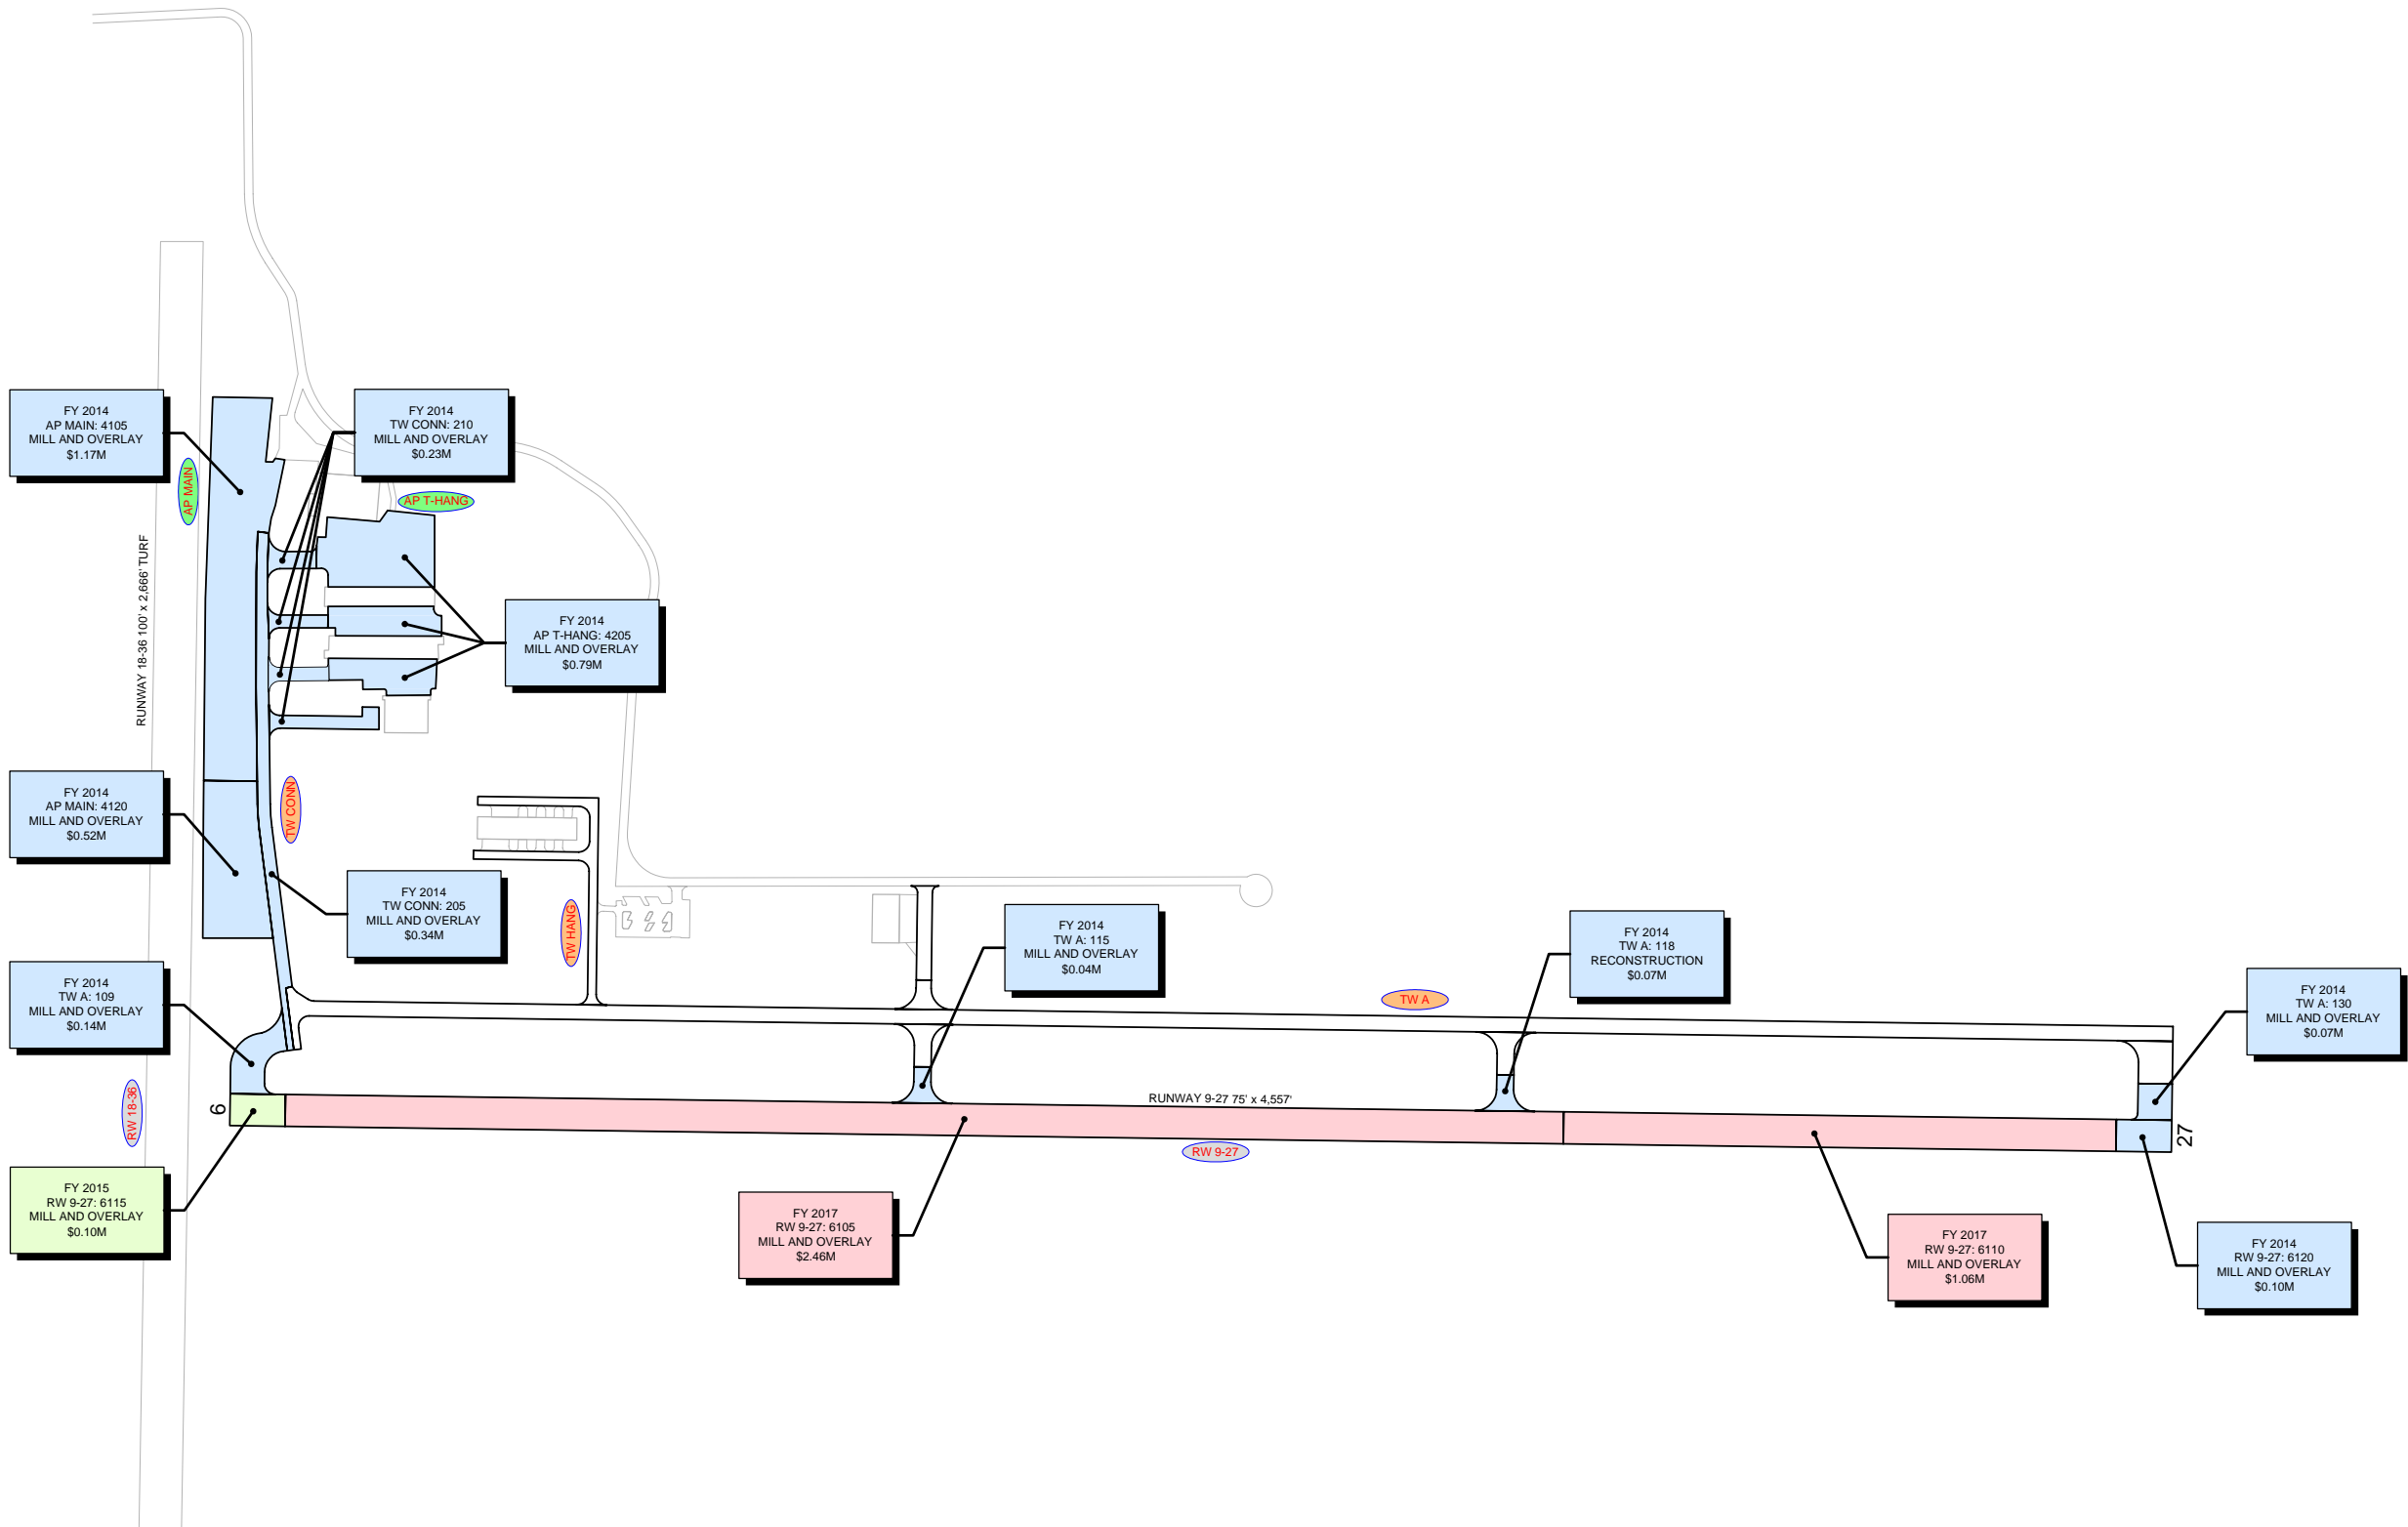 FY 2014
AP MAIN: 4105
MILL AND OVERLAY
$1.17M
FY 2014
TW CONN: 210
MILL AND OVERLAY
$0.23M
AP MAIN
AP T-HANG
RUNWAY 18-36 100' x 2,666' TURF
FY 2014
AP T-HANG: 4205
MILL AND OVERLAY
$0.79M
FY 2014
AP MAIN: 4120
MILL AND OVERLAY
$0.52M
TW CONN
FY 2014
TW CONN: 205
MILL AND OVERLAY
$0.34M
TW HANG
FY 2014
TW A: 115
MILL AND OVERLAY
$0.04M
FY 2014
TW A: 118
RECONSTRUCTION
$0.07M
FY 2014
TW A: 109
MILL AND OVERLAY
$0.14M
TW A
FY 2014
TW A: 130
MILL AND OVERLAY
$0.07M
RW 18-36
9
RUNWAY 9-27 75' x 4,557'
27
RW 9-27
FY 2015
RW 9-27: 6115
MILL AND OVERLAY
$0.10M
FY 2017
RW 9-27: 6105
MILL AND OVERLAY
$2.46M
FY 2017
RW 9-27: 6110
MILL AND OVERLAY
$1.06M
FY 2014
RW 9-27: 6120
MILL AND OVERLAY
$0.10M